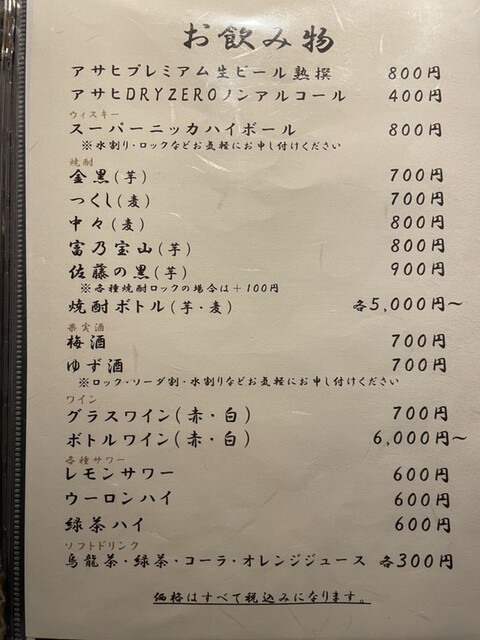 お飲み物
アサヒプレミアム生ビール熟撰 800円
アサヒDRYZEROノンアルコール 400円
ウィスキー
スーパーニッカハイボール 800円
※水割り・ロックなどお気軽にお申し付けください
焼酎
金黒(芋) 700円
つくし(麦) 700円
中々(麦) 800円
富乃宝山(芋) 800円
佐藤の黒(芋) 900円
※各種焼酎ロックの場合は＋100円
焼酎ボトル(芋・麦) 各5,000円〜
果実酒
梅酒 700円
ゆず酒 700円
※ロック・ソーダ割・水割りなどお気軽にお申し付けください
ワイン
グラスワイン(赤・白) 700円
ボトルワイン(赤・白) 6,000円〜
各種サワー
レモンサワー 600円
ウーロンハイ 600円
緑茶ハイ 600円
ソフトドリンク
烏龍茶・緑茶・コーラ・オレンジジュース 各300円
価格はすべて税込みになります。